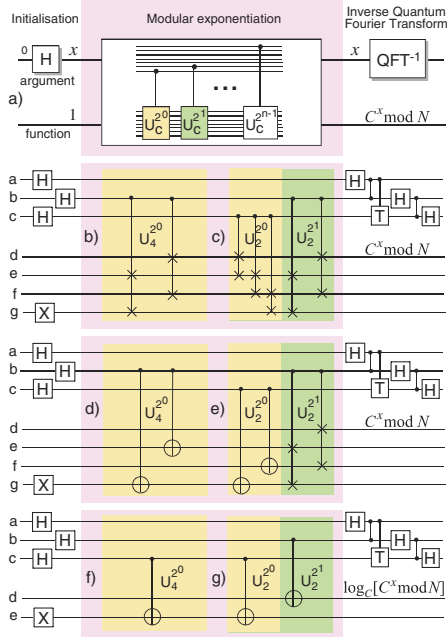 Initialisation Modular exponentiation Inverse Quantum
Fourier Transform
0 H x x QFT⁻¹
argument
...
a)
U_C^{2^0} U_C^{2^1} U_C^{2^{n-1}}
1 C^x mod N
function
a H H
b H H
c H T H
b) U_4^{2^0} c) U_2^{2^0} U_2^{2^1}
d C^x mod N
e
f
g X
a H H
b H H
c H T H
d) U_4^{2^0} e) U_2^{2^0} U_2^{2^1}
d C^x mod N
e
f
g X
a H H
b H H
c H T H
f) U_4^{2^0} g) U_2^{2^0} U_2^{2^1}
d log_C[C^x mod N]
e X